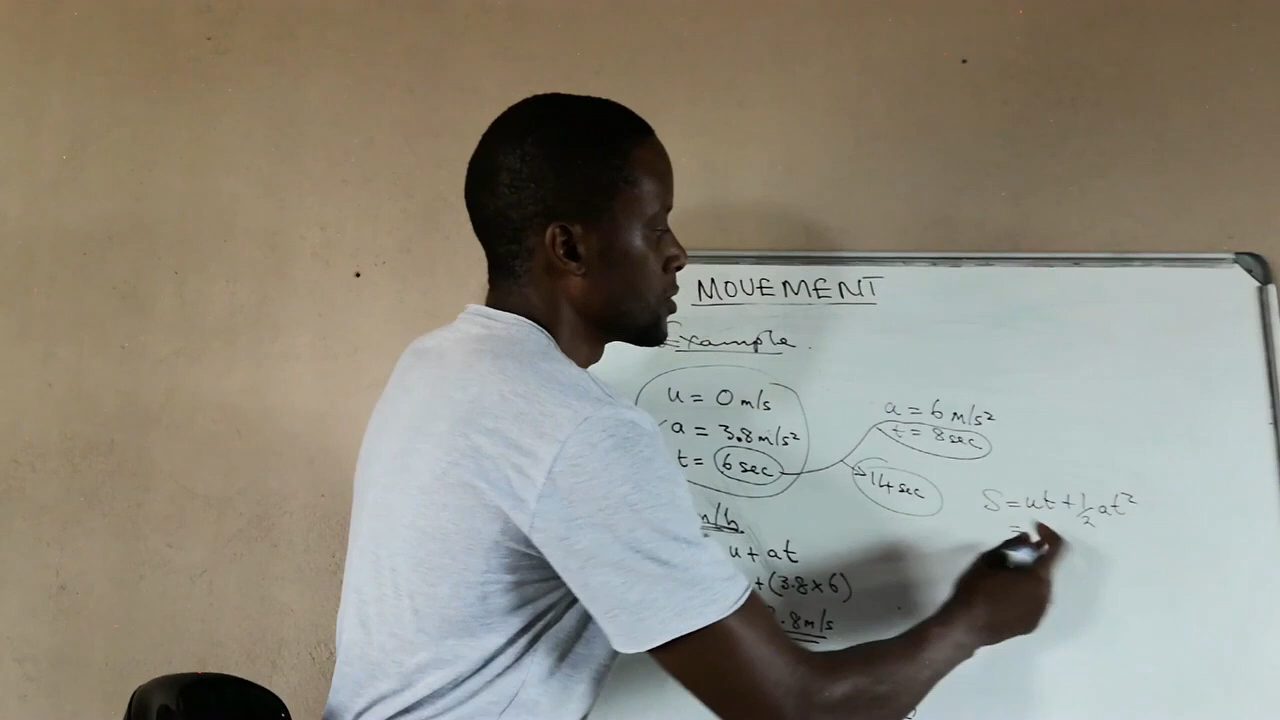 MOVEMENT
Example.
u = 0 m/s
a = 3.8 m/s²
t = 6 sec
a = 6 m/s²
t = 8 sec
14 sec
S = ut + ½at²
=
m/h
u + at
+ (3.8 x 6)
.8 m/s